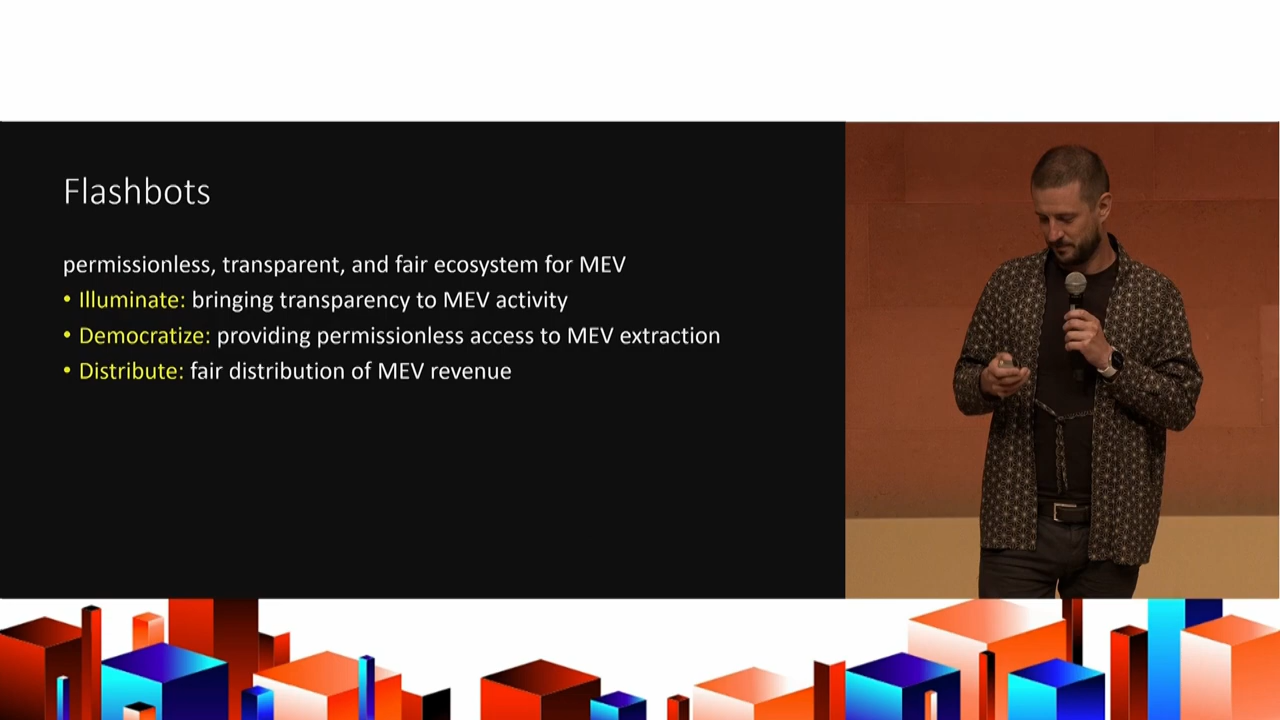 Flashbots
permissionless, transparent, and fair ecosystem for MEV
• Illuminate: bringing transparency to MEV activity
• Democratize: providing permissionless access to MEV extraction
• Distribute: fair distribution of MEV revenue